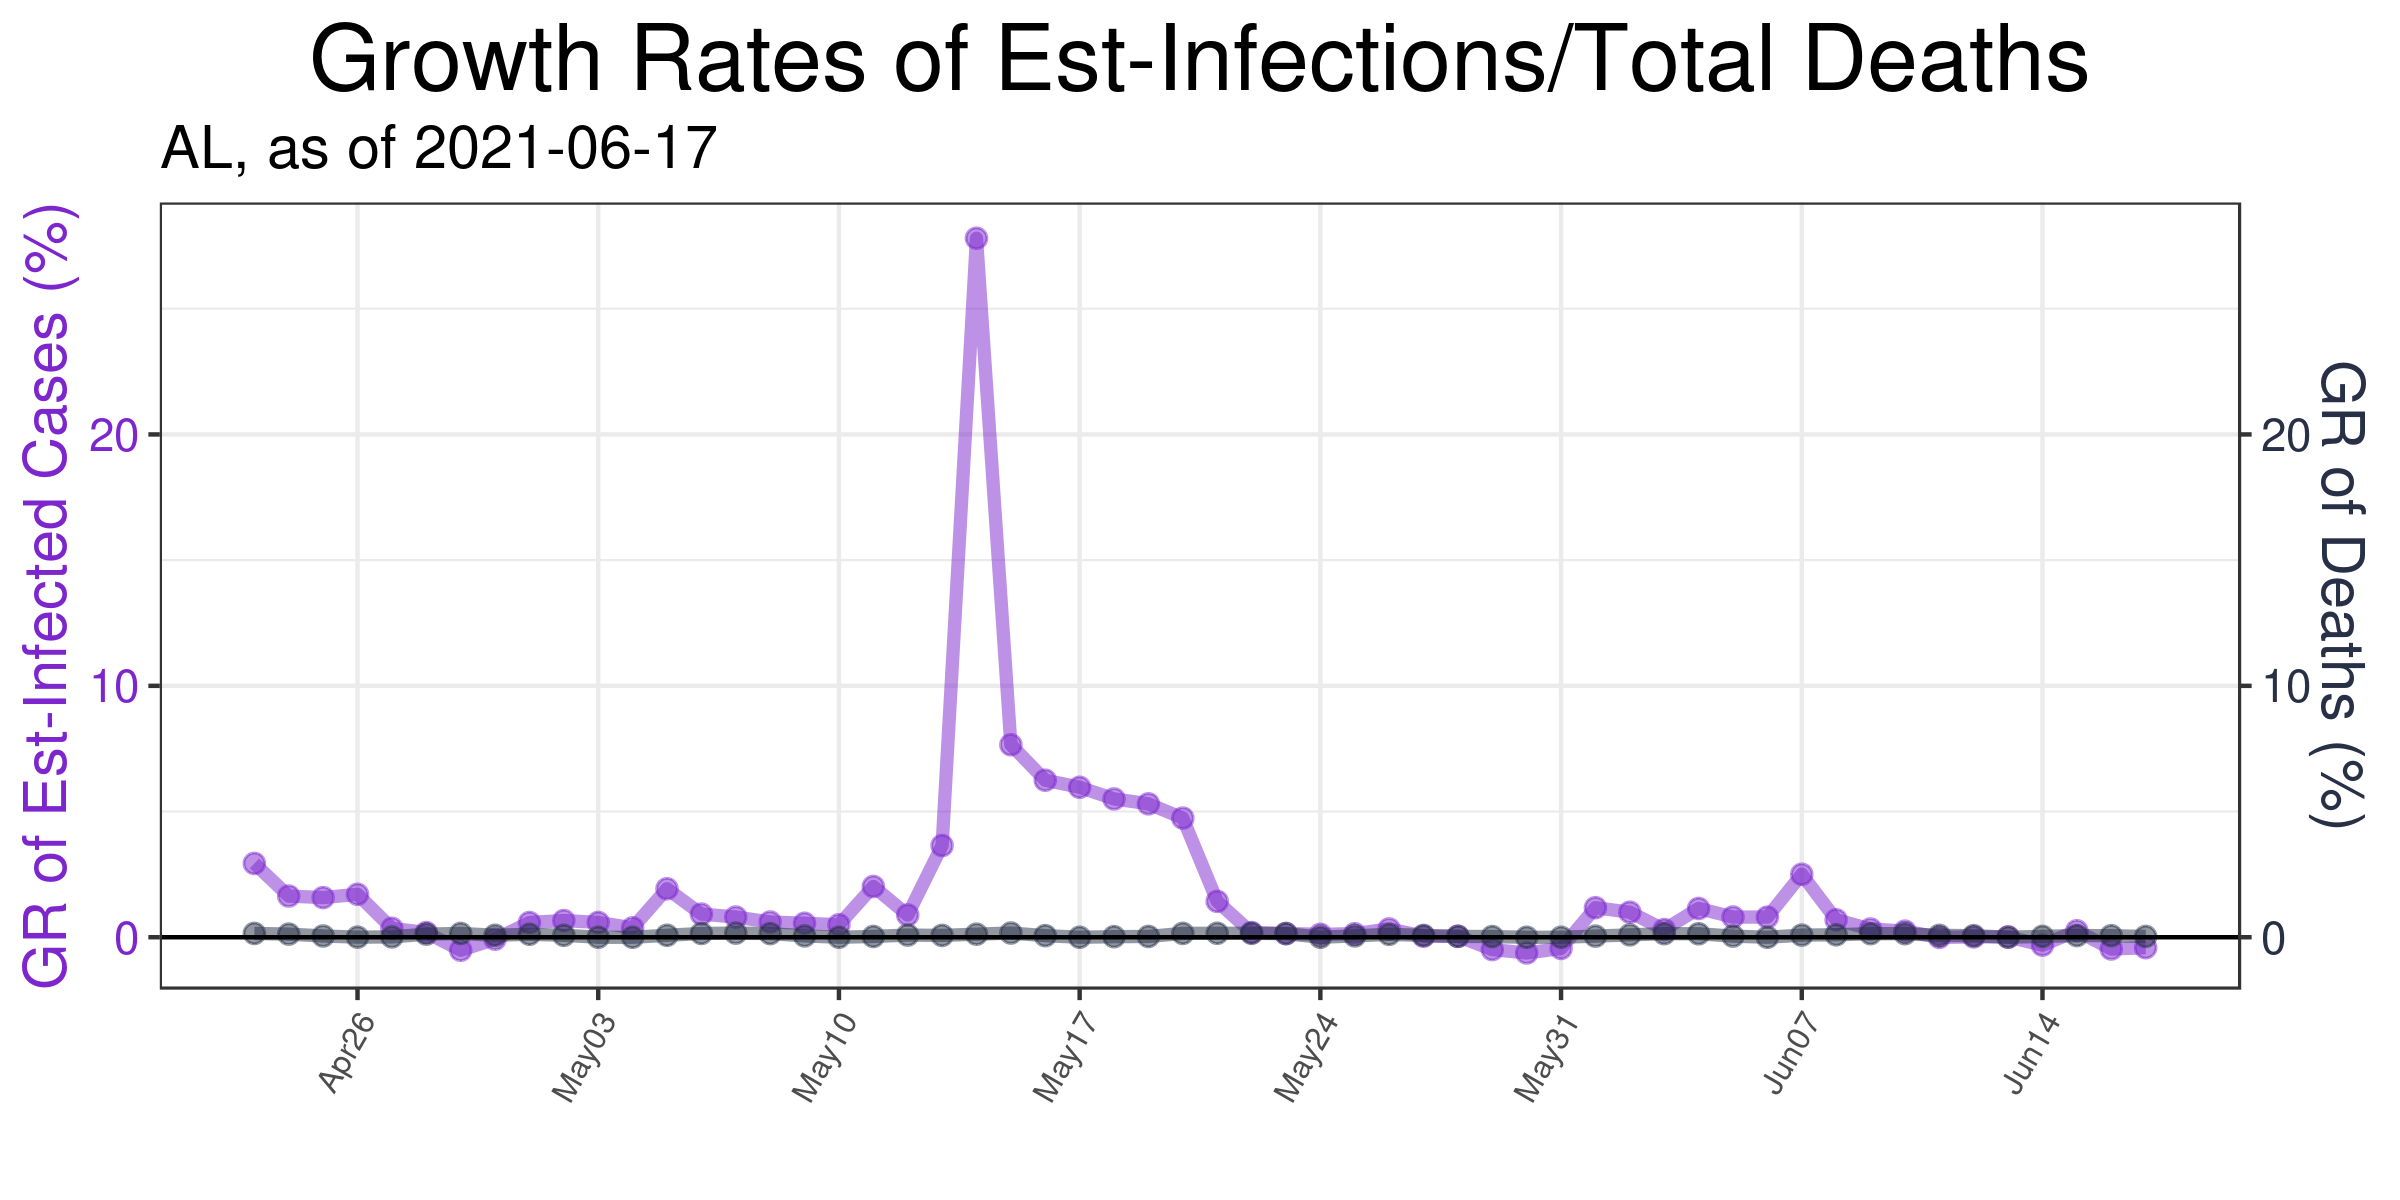 Growth Rates of Est-Infections/Total Deaths
AL, as of 2021-06-17
GR of Est-Infected Cases (%)
20
10
0
20
10
0
GR of Deaths (%)
Apr26
May03
May10
May17
May24
May31
Jun07
Jun14